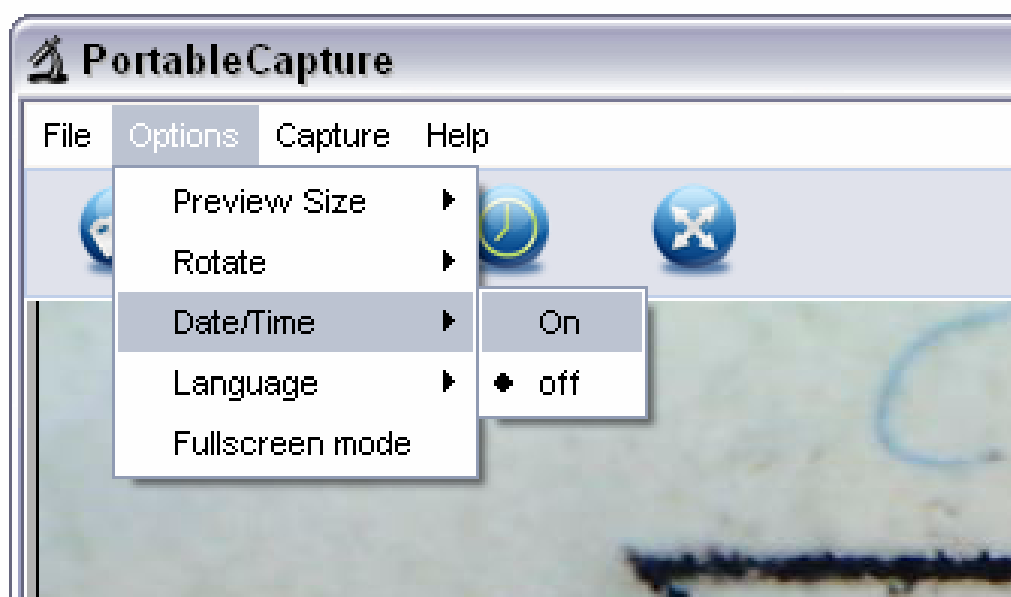 PortableCapture
File Options Capture Help
Preview Size
Rotate
Date/Time
On
Language
off
Fullscreen mode